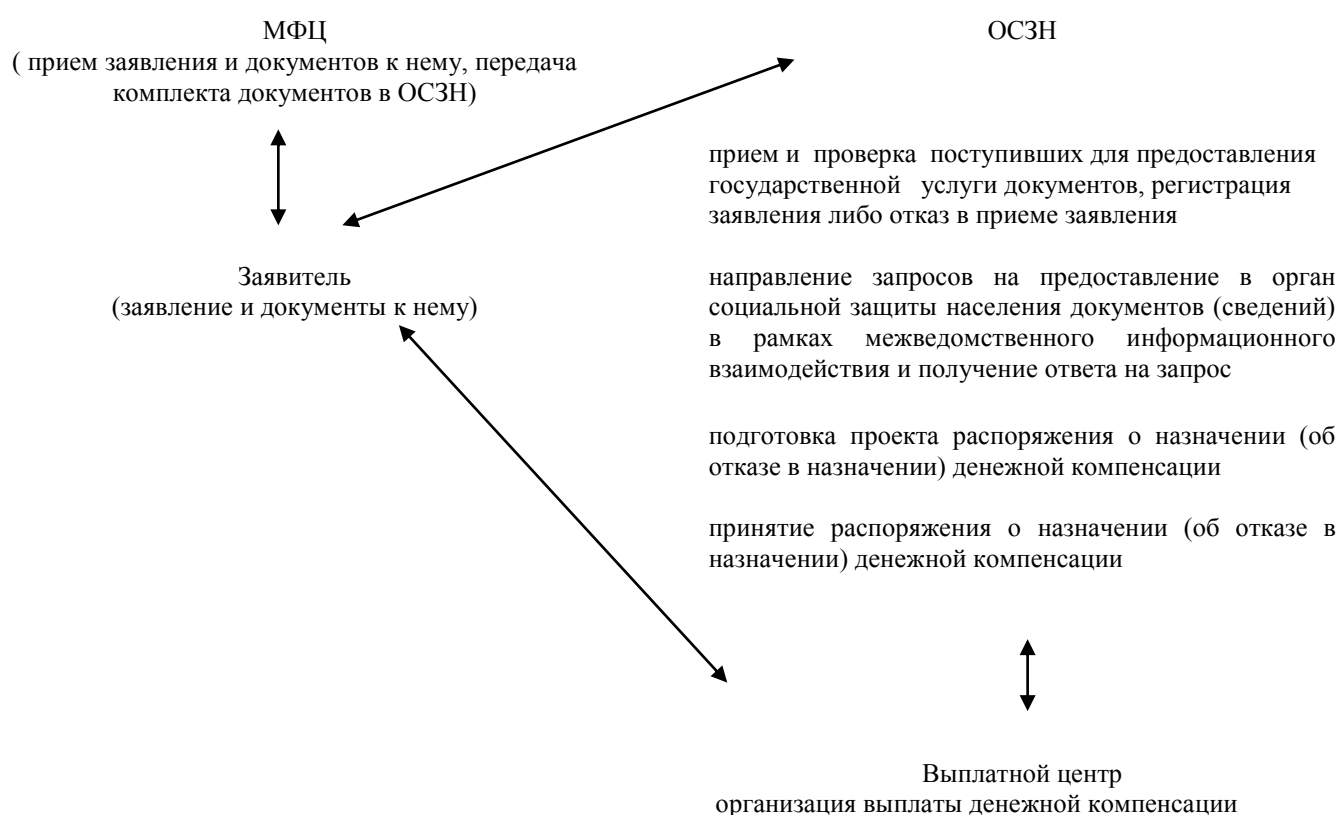 МФЦ
( прием заявления и документов к нему, передача
комплекта документов в ОСЗН)
Заявитель
(заявление и документы к нему)
ОСЗН
прием и проверка поступивших для предоставления
государственной услуги документов, регистрация
заявления либо отказ в приеме заявления
направление запросов на предоставление в орган
социальной защиты населения документов (сведений)
в рамках межведомственного информационного
взаимодействия и получение ответа на запрос
подготовка проекта распоряжения о назначении (об
отказе в назначении) денежной компенсации
принятие распоряжения о назначении (об отказе в
назначении) денежной компенсации
Выплатной центр
организация выплаты денежной компенсации